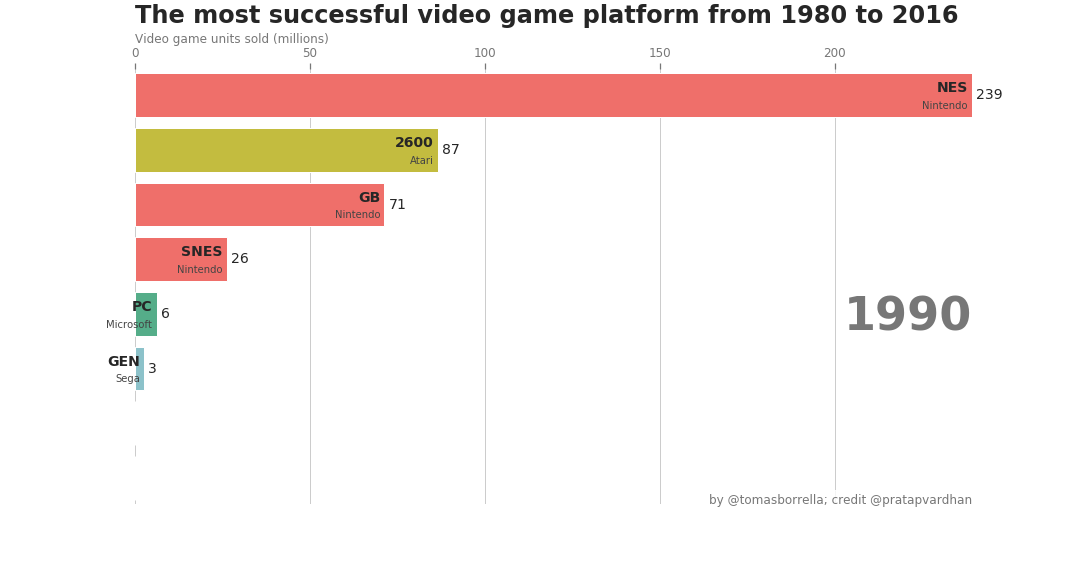 The most successful video game platform from 1980 to 2016
Video game units sold (millions)
0 50 100 150 200
NES
Nintendo
239
2600
Atari
87
GB
Nintendo
71
SNES
Nintendo
26
PC
Microsoft
6
1990
GEN
Sega
3
by @tomasborrella; credit @pratapvardhan